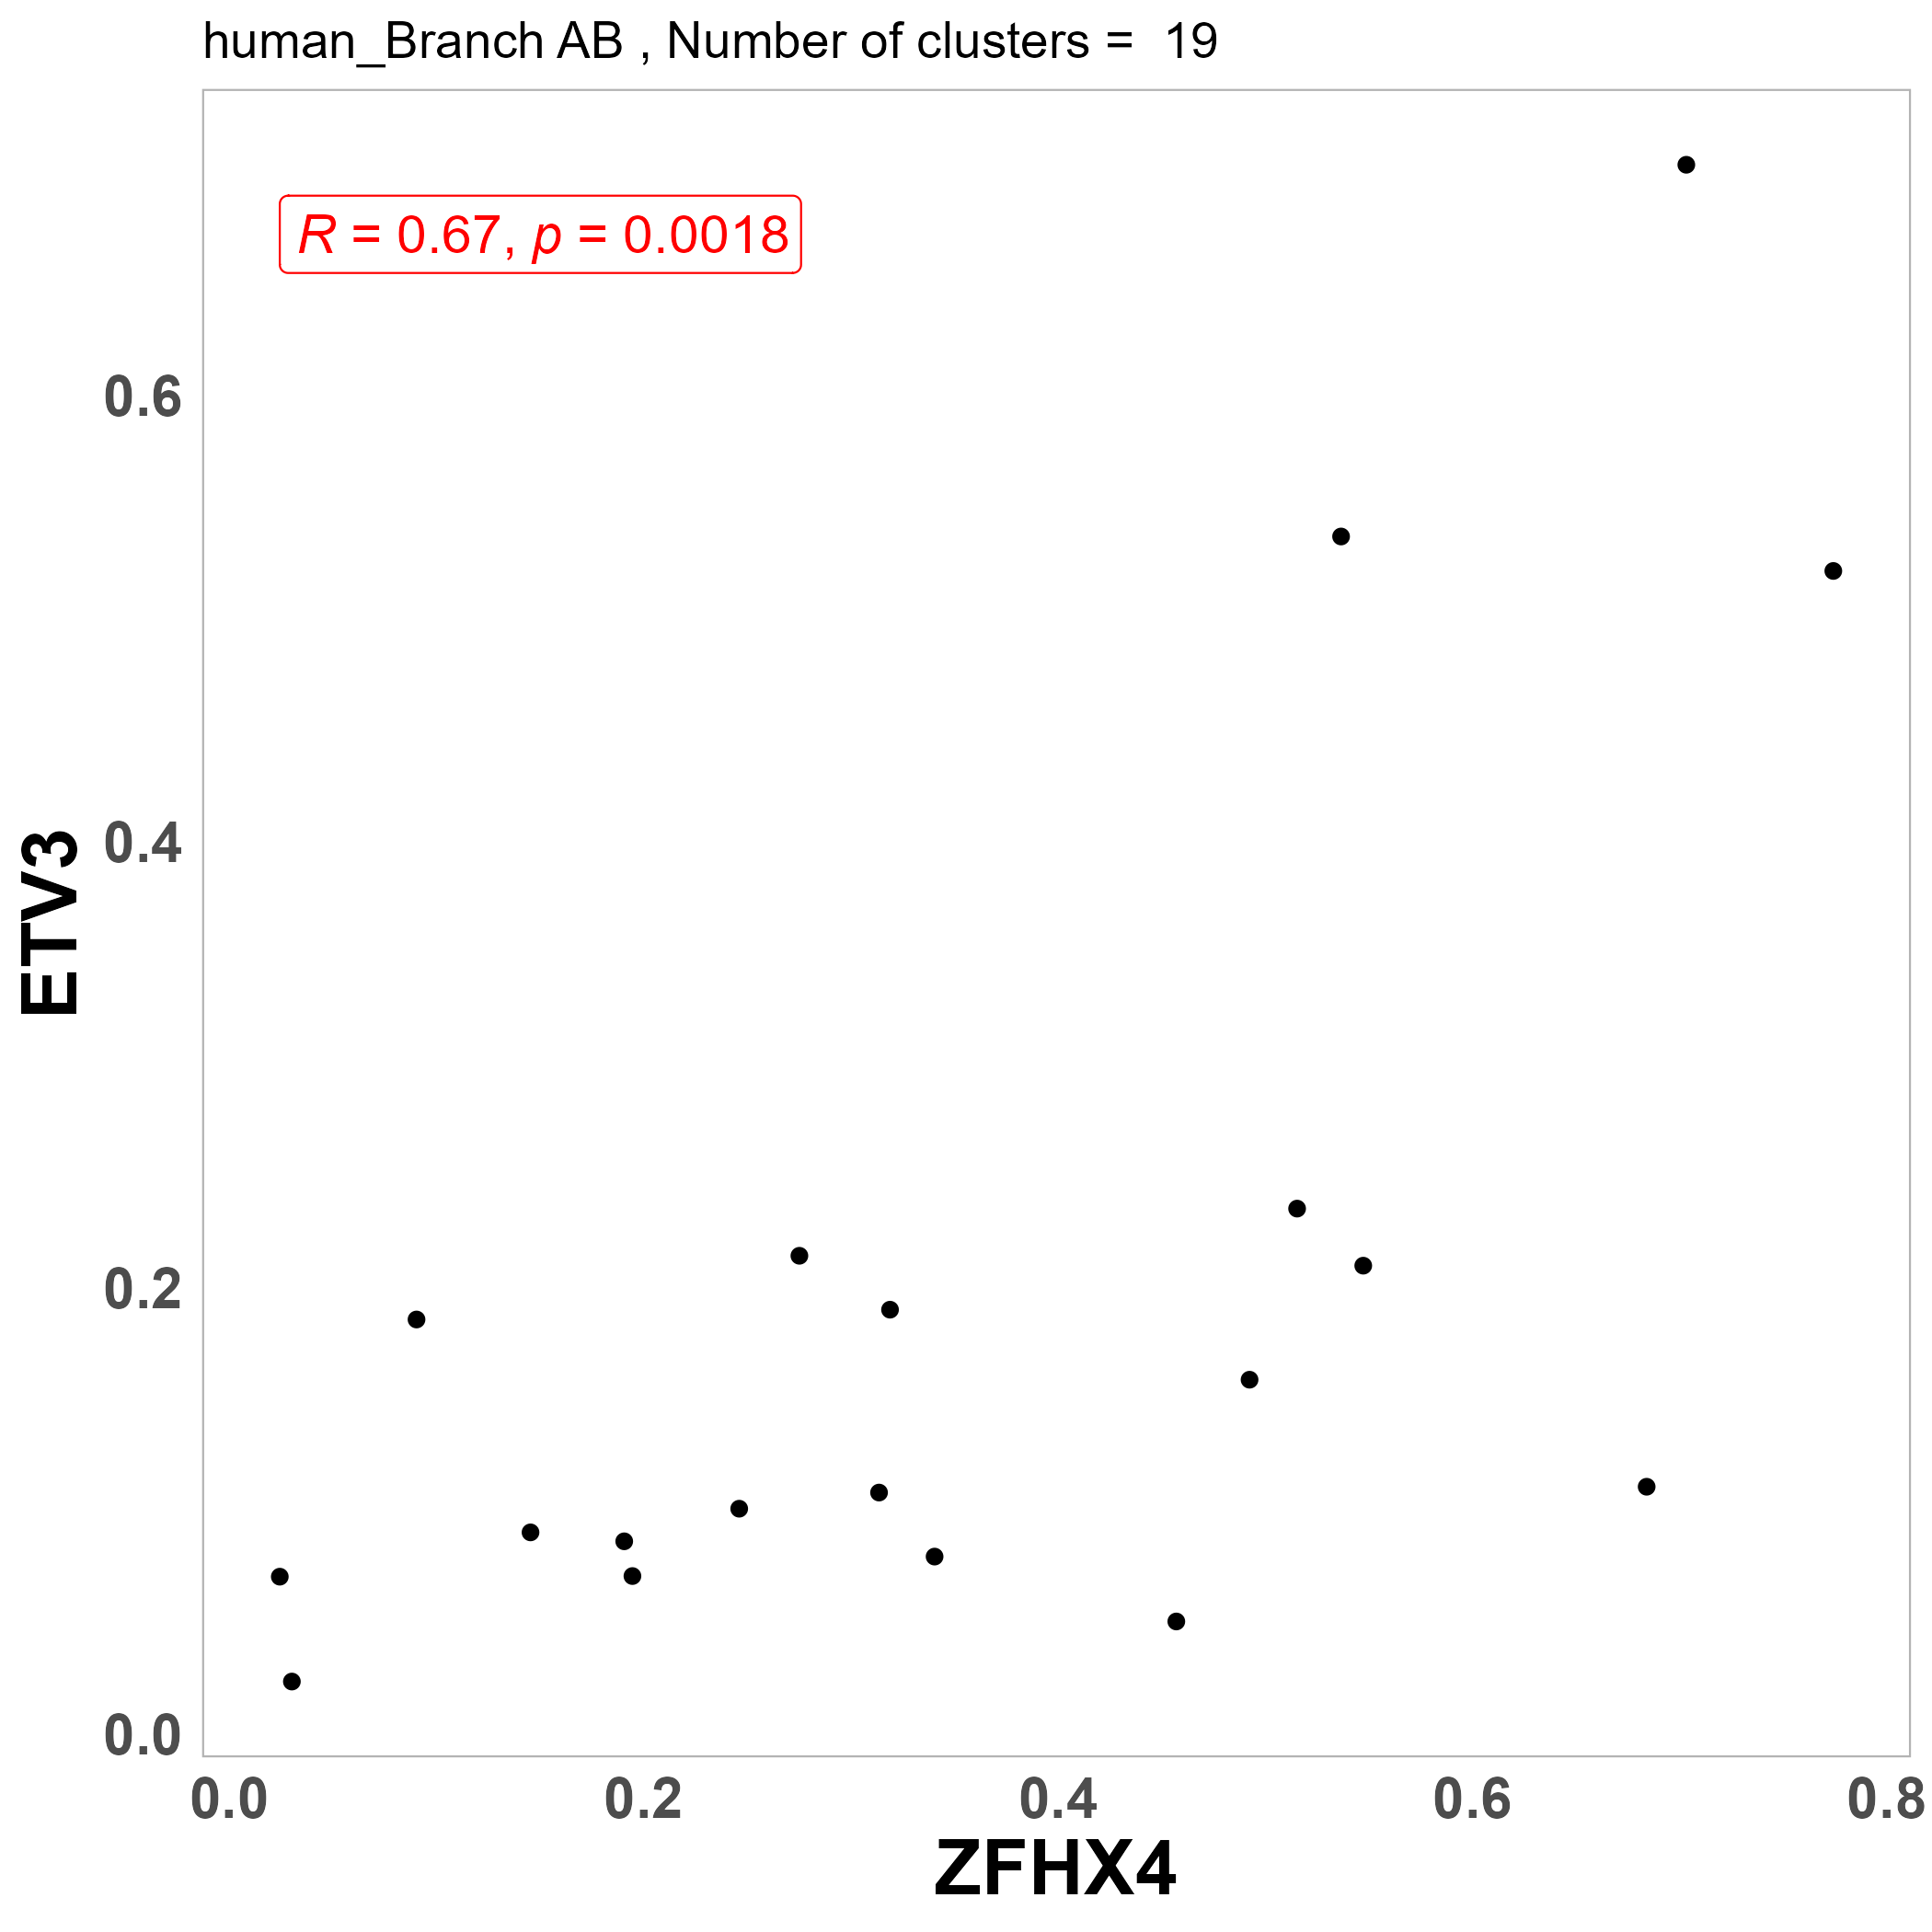 human_Branch AB , Number of clusters =  19
R = 0.67, p = 0.0018
0.6
0.4
0.2
0.0
ETV3
0.0 0.2 0.4 0.6 0.8
ZFHX4